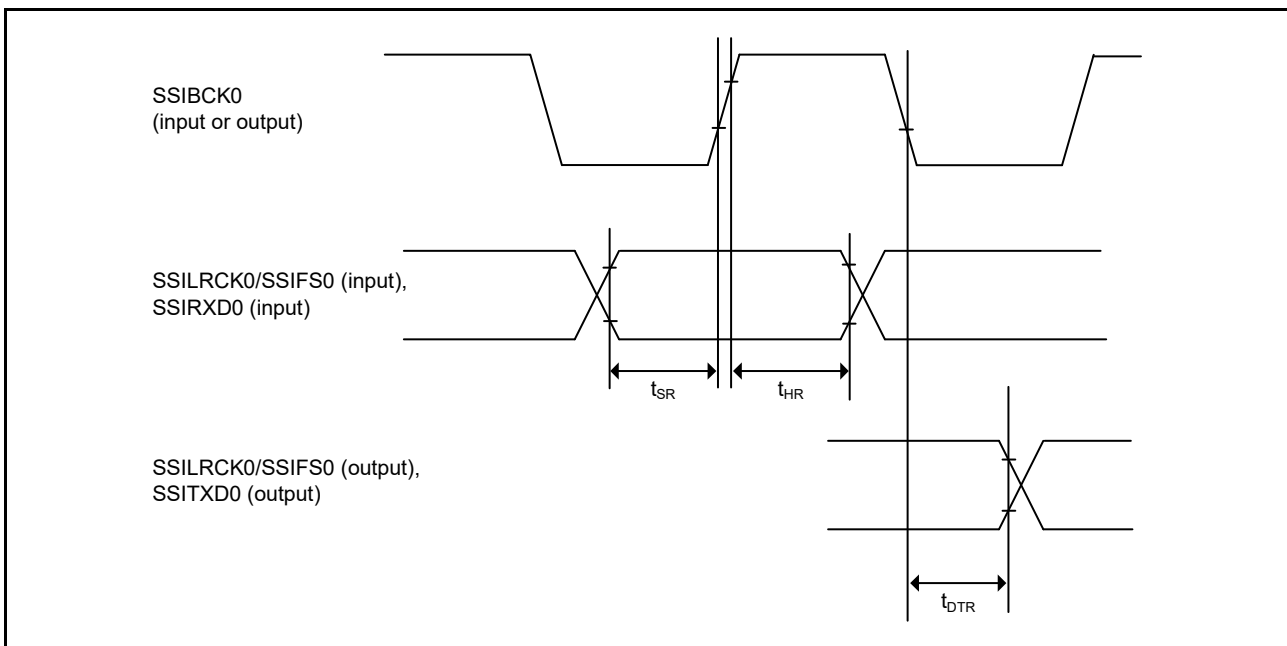 SSIBCK0
(input or output)
SSILRCK0/SSIFS0 (input),
SSIRXD0 (input)
tSR
tHR
SSILRCK0/SSIFS0 (output),
SSITXD0 (output)
tDTR